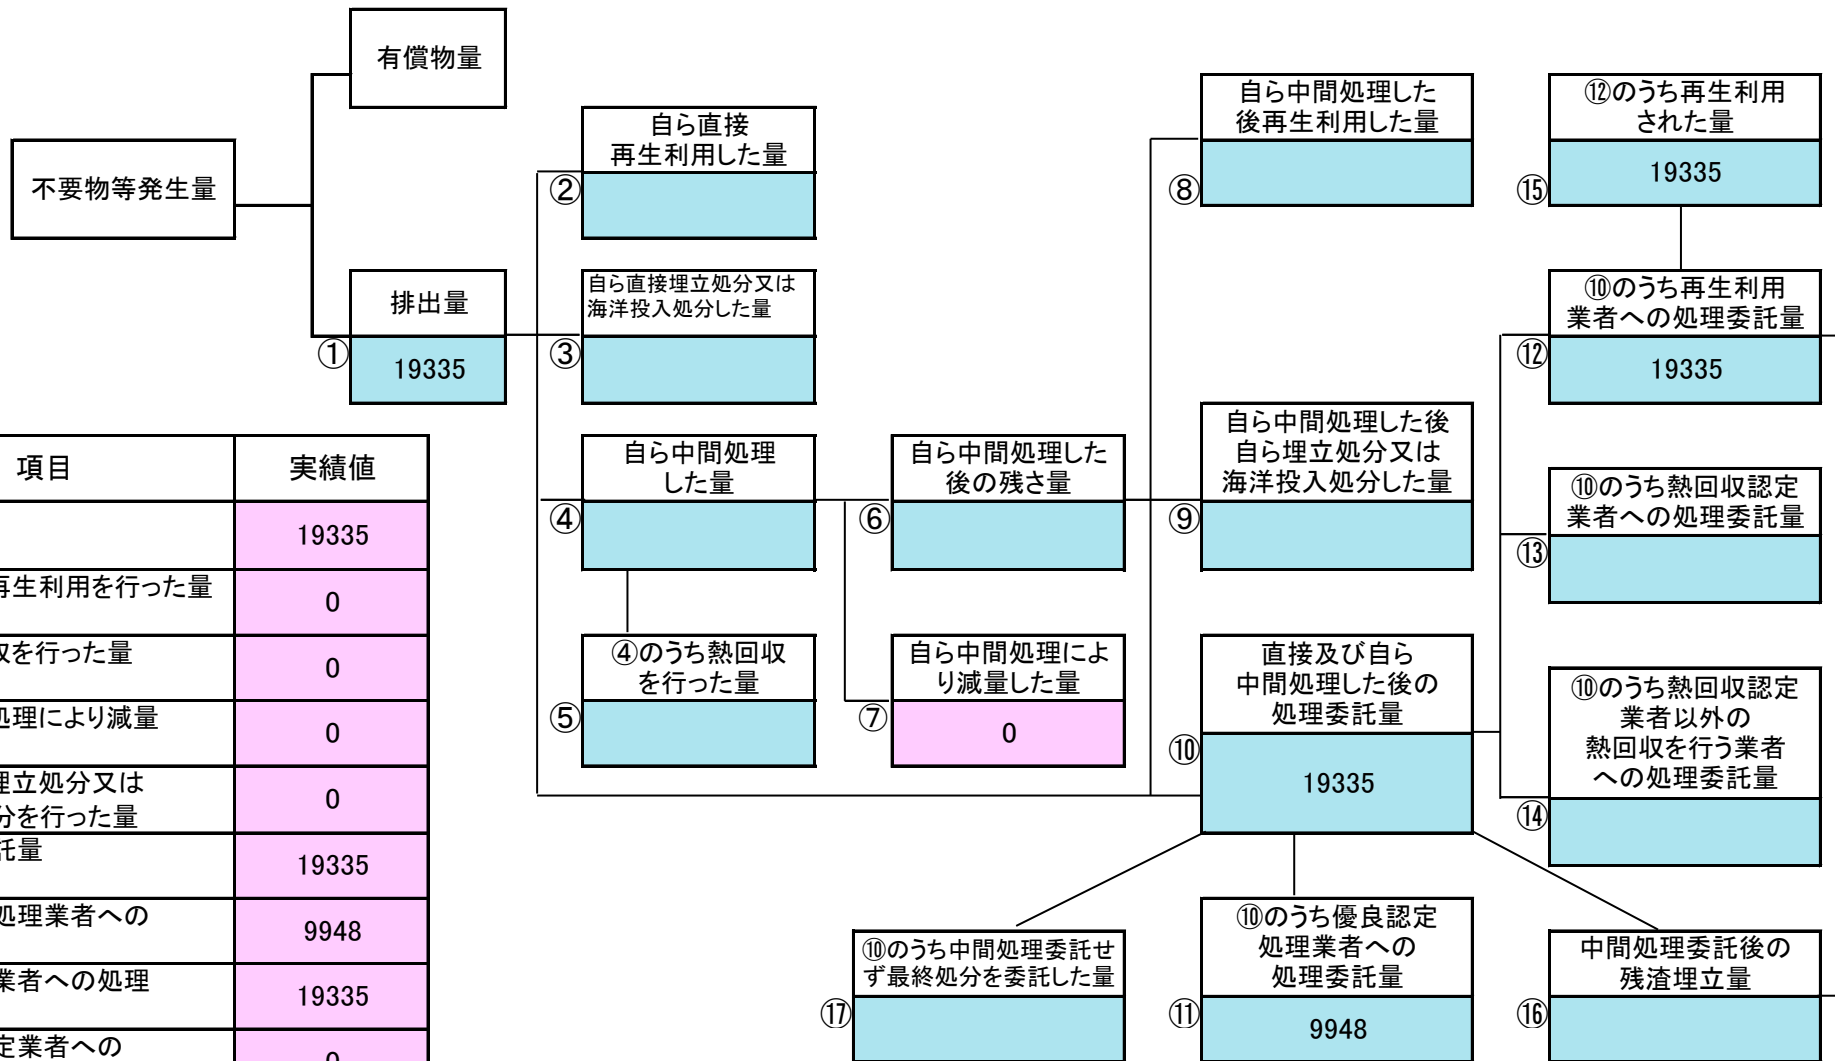 有償物量
不要物等発生量
排出量
①
19335
自ら直接
再生利用した量
②
自ら直接埋立処分又は
海洋投入処分した量
③
自ら中間処理
した量
④
④のうち熱回収
を行った量
⑤
自ら中間処理した
後の残さ量
⑥
自ら中間処理によ
り減量した量
⑦
0
自ら中間処理した
後再生利用した量
⑧
自ら中間処理した後
自ら埋立処分又は
海洋投入処分した量
⑨
直接及び自ら
中間処理した後の
処理委託量
⑩
19335
⑫のうち再生利用
された量
⑮
19335
⑩のうち再生利用
業者への処理委託量
⑫
19335
⑩のうち熱回収認定
業者への処理委託量
⑬
⑩のうち熱回収認定
業者以外の
熱回収を行う業者
への処理委託量
⑭
⑩のうち中間処理委託せ
ず最終処分を委託した量
⑰
⑩のうち優良認定
処理業者への
処理委託量
⑪
9948
中間処理委託後の
残渣埋立量
⑯
項目
実績値
19335
再生利用を行った量
0
収を行った量
0
処理により減量
0
埋立処分又は
分を行った量
0
託量
19335
処理業者への
9948
業者への処理
19335
定業者への
0